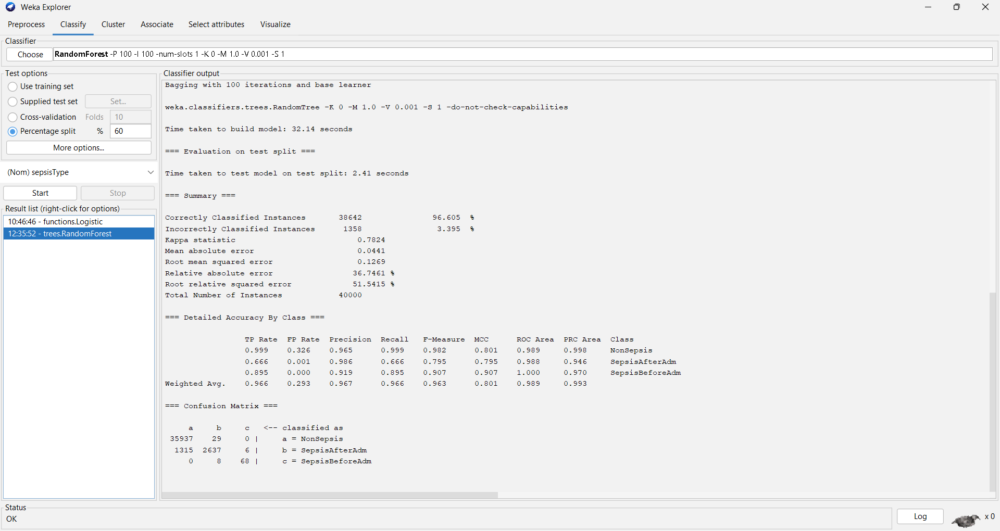 Weka Explorer
Preprocess Classify Cluster Associate Select attributes Visualize
Classifier
Choose RandomForest -P 100 -I 100 -num-slots 1 -K 0 -M 1.0 -V 0.001 -S 1
Test options
Use training set
Supplied test set Set...
Cross-validation Folds 10
Percentage split % 60
More options...
(Nom) sepsisType
Start Stop
Result list (right-click for options)
10:46:46 - functions.Logistic
12:35:52 - trees.RandomForest
Classifier output
Bagging with 100 iterations and base learner
weka.classifiers.trees.RandomTree -K 0 -M 1.0 -V 0.001 -S 1 -do-not-check-capabilities
Time taken to build model: 32.14 seconds
=== Evaluation on test split ===
Time taken to test model on test split: 2.41 seconds
=== Summary ===
Correctly Classified Instances 38642 96.605 %
Incorrectly Classified Instances 1358 3.395 %
Kappa statistic 0.7824
Mean absolute error 0.0441
Root mean squared error 0.1269
Relative absolute error 36.7461 %
Root relative squared error 51.5415 %
Total Number of Instances 40000
=== Detailed Accuracy By Class ===
TP Rate FP Rate Precision Recall F-Measure MCC ROC Area PRC Area Class
0.999 0.326 0.965 0.999 0.982 0.801 0.989 0.998 NonSepsis
0.666 0.001 0.986 0.666 0.795 0.795 0.988 0.946 SepsisAfterAdm
0.895 0.000 0.919 0.895 0.907 0.907 1.000 0.970 SepsisBeforeAdm
Weighted Avg. 0.966 0.293 0.967 0.966 0.963 0.801 0.989 0.993
=== Confusion Matrix ===
a b c <-- classified as
35937 29 0 | a = NonSepsis
1315 2637 6 | b = SepsisAfterAdm
0 8 68 | c = SepsisBeforeAdm
Status
OK
Log x 0